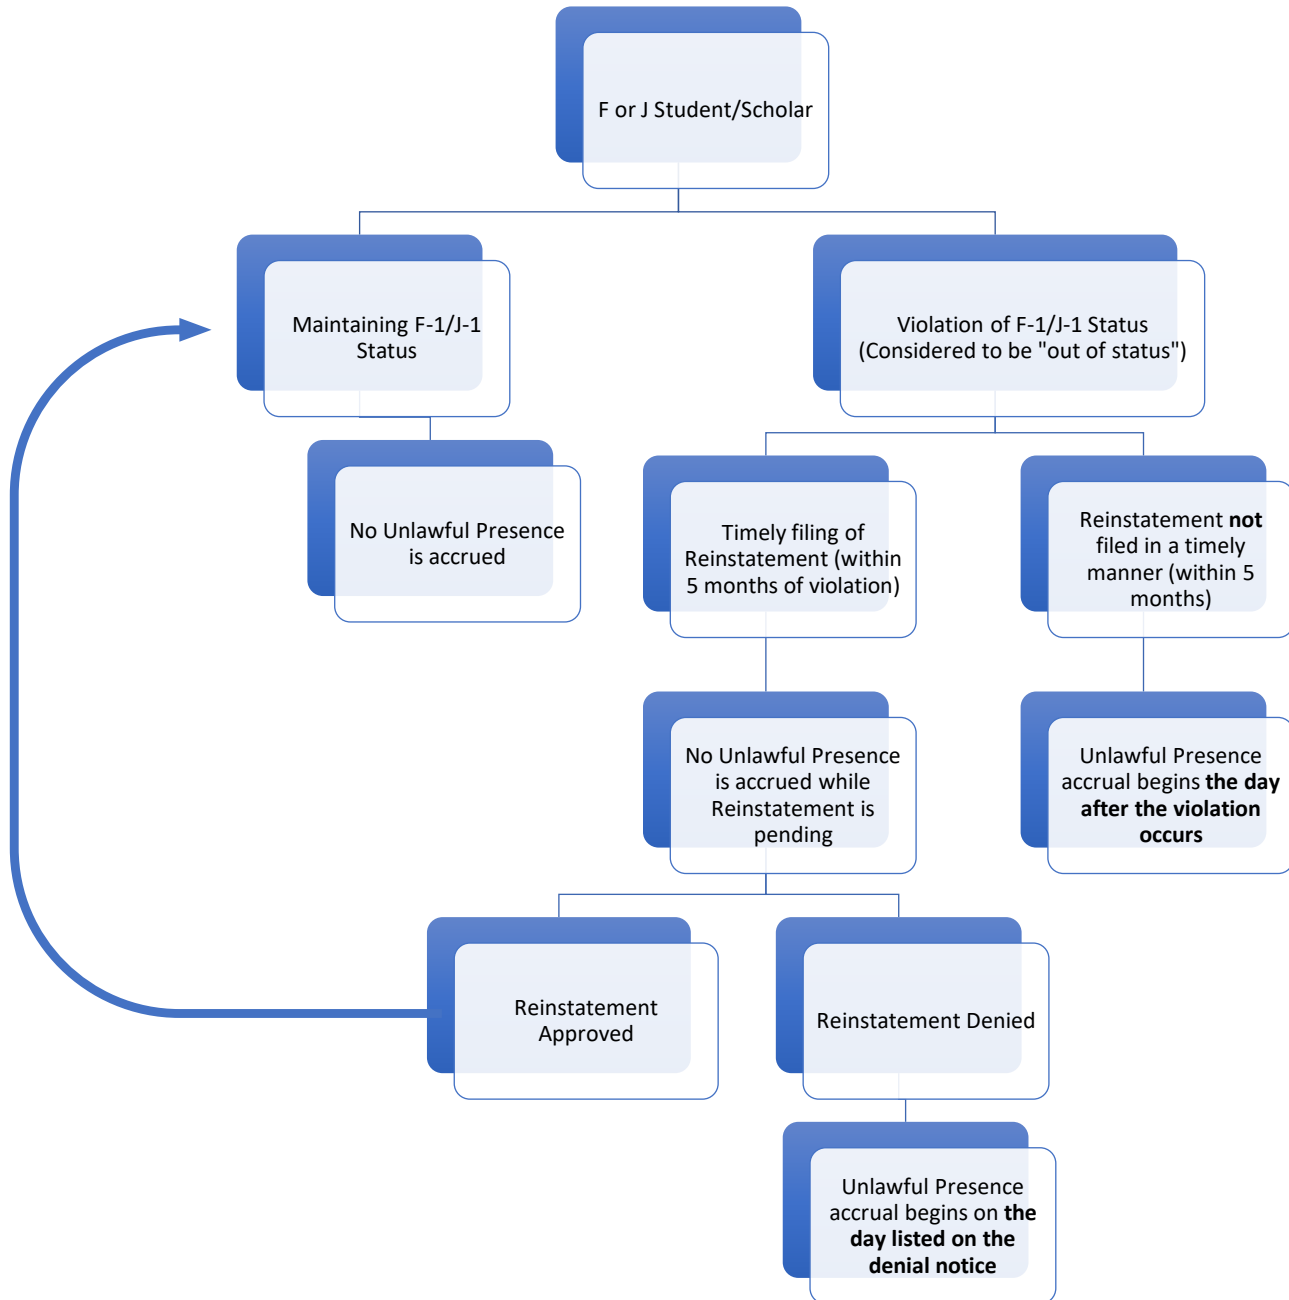 F or J Student/Scholar
Maintaining F-1/J-1
Status
Violation of F-1/J-1 Status
(Considered to be "out of status")
No Unlawful Presence
is accrued
Timely filing of
Reinstatement (within
5 months of violation)
Reinstatement not
filed in a timely
manner (within 5
months)
No Unlawful Presence
is accrued while
Reinstatement is
pending
Unlawful Presence
accrual begins the day
after the violation
occurs
Reinstatement
Approved
Reinstatement Denied
Unlawful Presence
accrual begins on the
day listed on the
denial notice